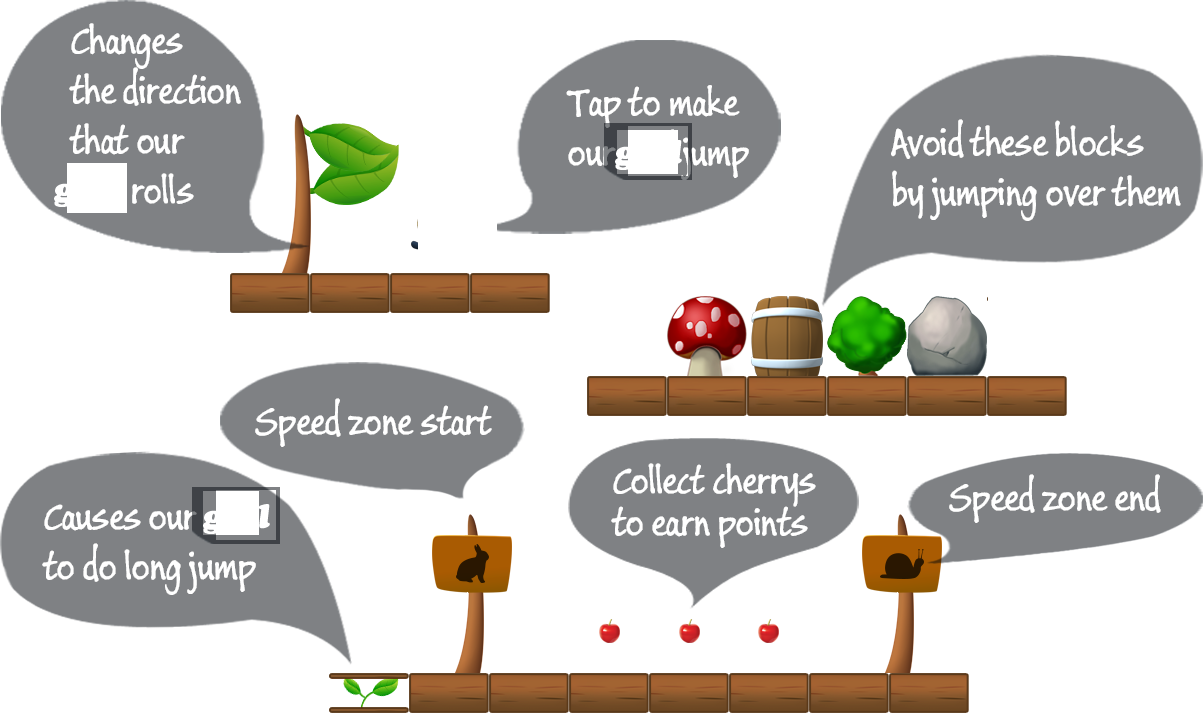 Changes
the direction
that our
rolls
Tap to make
our jump
Avoid these blocks
by jumping over them
Speed zone start
Causes our
to do long jump
Collect cherrys
to earn points
Speed zone end